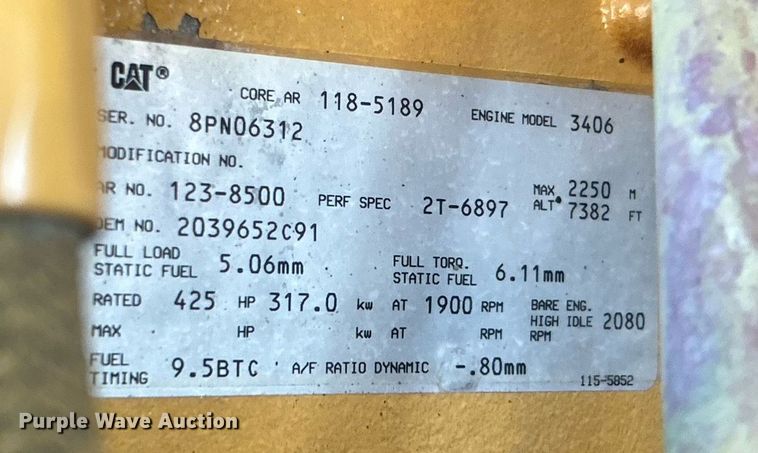 CAT®
CORE AR 118-5189 ENGINE MODEL 3406
SER. NO. 8PN06312
MODIFICATION NO.
AR NO. 123-8500 PERF SPEC 2T-6897 MAX ALT. 2250 M 7382 FT
OEM NO. 2039652C91
FULL LOAD STATIC FUEL 5.06mm FULL TORQ. STATIC FUEL 6.11mm
RATED 425 HP 317.0 kw AT 1900 RPM BARE ENG. HIGH IDLE 2080 RPM
MAX HP kw AT RPM
FUEL TIMING 9.5BTC A/F RATIO DYNAMIC -.80mm
115-5852
Purple Wave Auction